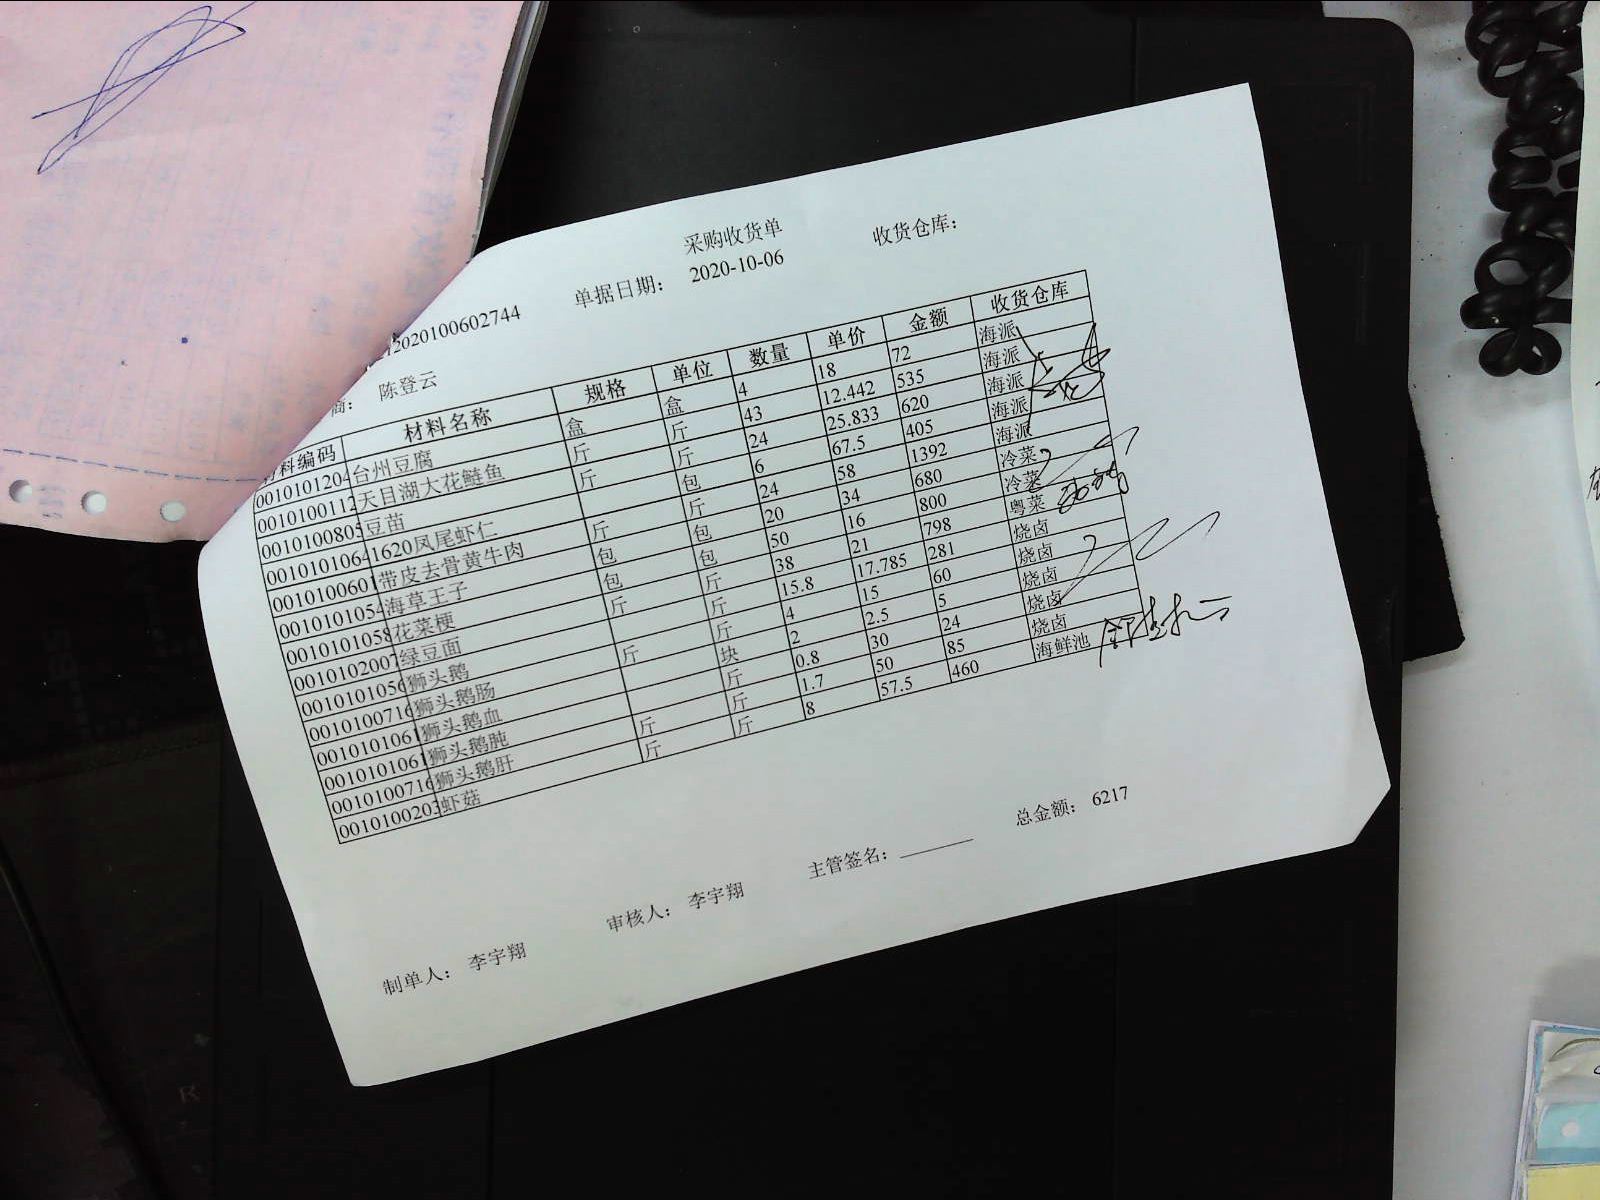 采购收货单
2020100602744 单据日期： 2020-10-06 收货仓库：
商： 陈登云
料编码 材料名称 规格 单位 数量 单价 金额 收货仓库
0010101204 台州豆腐 盒 盒 4 18 72 海派
0010100112 天目湖大花鲢鱼 斤 斤 43 12.442 535 海派
0010100805 豆苗 斤 斤 24 25.833 620 海派
0010101064 1620凤尾虾仁 包 6 67.5 405 海派
0010100601 带皮去骨黄牛肉 斤 斤 24 58 1392 海派
0010101054 海草王子 包 包 20 34 680 冷菜
0010101058 花菜梗 包 包 50 16 800 冷菜
0010102007 绿豆面 斤 斤 38 21 798 粤菜
0010101056 狮头鹅 斤 15.8 17.785 281 烧卤
0010100716 狮头鹅肠 斤 斤 4 15 60 烧卤
0010101061 狮头鹅血 块 2 2.5 5 烧卤
0010101061 狮头鹅肫 斤 0.8 30 24 烧卤
0010100716 狮头鹅肝 斤 斤 1.7 50 85 烧卤
0010100203 虾菇 斤 斤 8 57.5 460 海鲜池
制单人： 李宇翔 审核人： 李宇翔 主管签名： 总金额： 6217